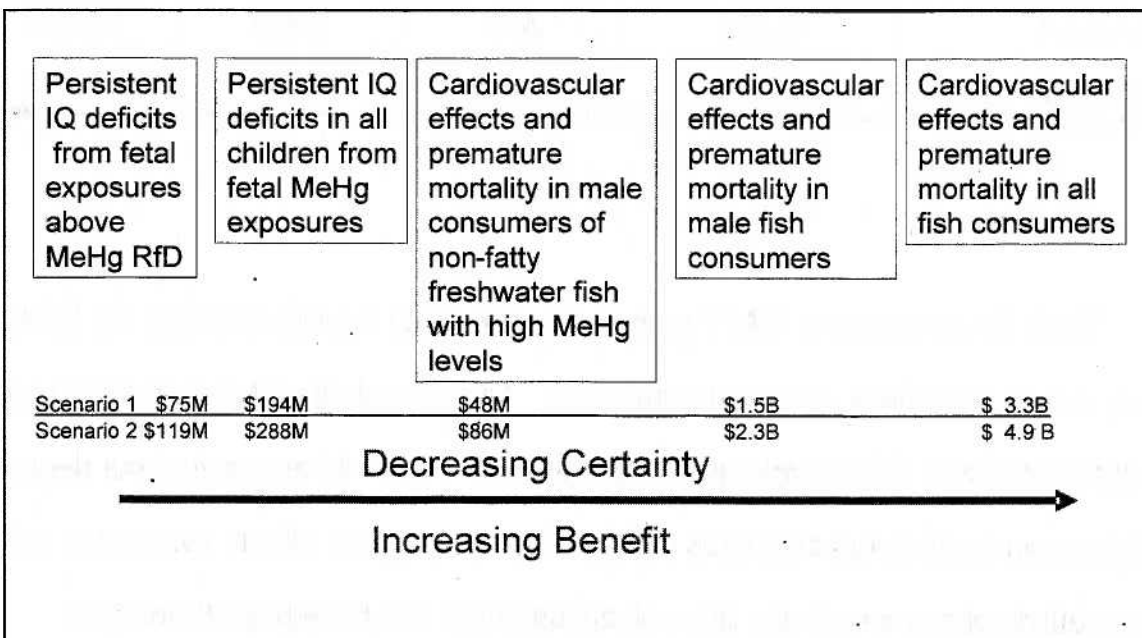 Persistent
IQ deficits
from fetal
exposures
above
MeHg RfD
Persistent IQ
deficits in all
children from
fetal MeHg
exposures
Cardiovascular
effects and
premature
mortality in male
consumers of
non-fatty
freshwater fish
with high MeHg
levels
Cardiovascular
effects and
premature
mortality in
male fish
consumers
Cardiovascular
effects and
premature
mortality in all
fish consumers
Scenario 1 $75M $194M $48M $1.5B $ 3.3B
Scenario 2 $119M $288M $86M $2.3B $ 4.9 B
Decreasing Certainty
Increasing Benefit